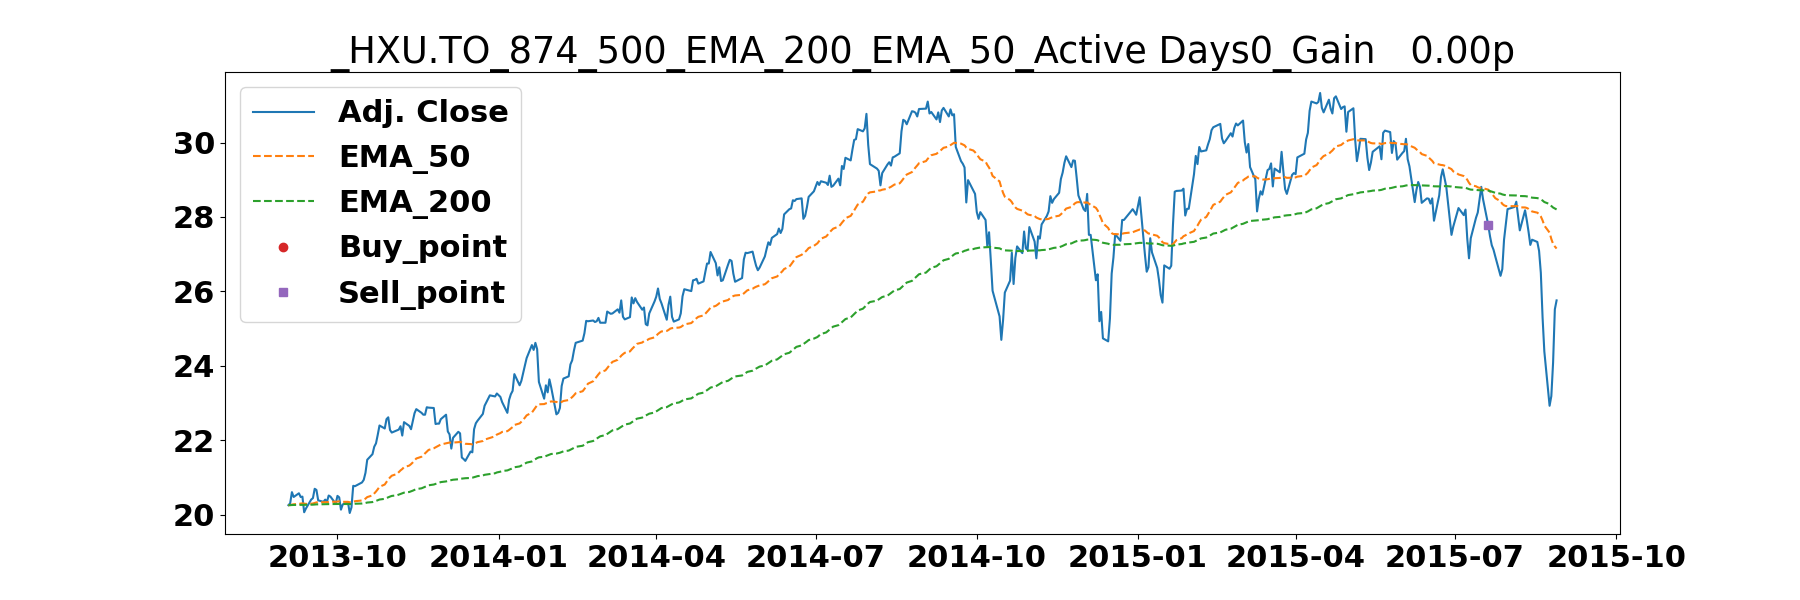 _HXU.TO_874_500_EMA_200_EMA_50_Active Days0_Gain   0.00p
Adj. Close
EMA_50
EMA_200
Buy_point
Sell_point
30
28
26
24
22
20
2013-10 2014-01 2014-04 2014-07 2014-10 2015-01 2015-04 2015-07 2015-10